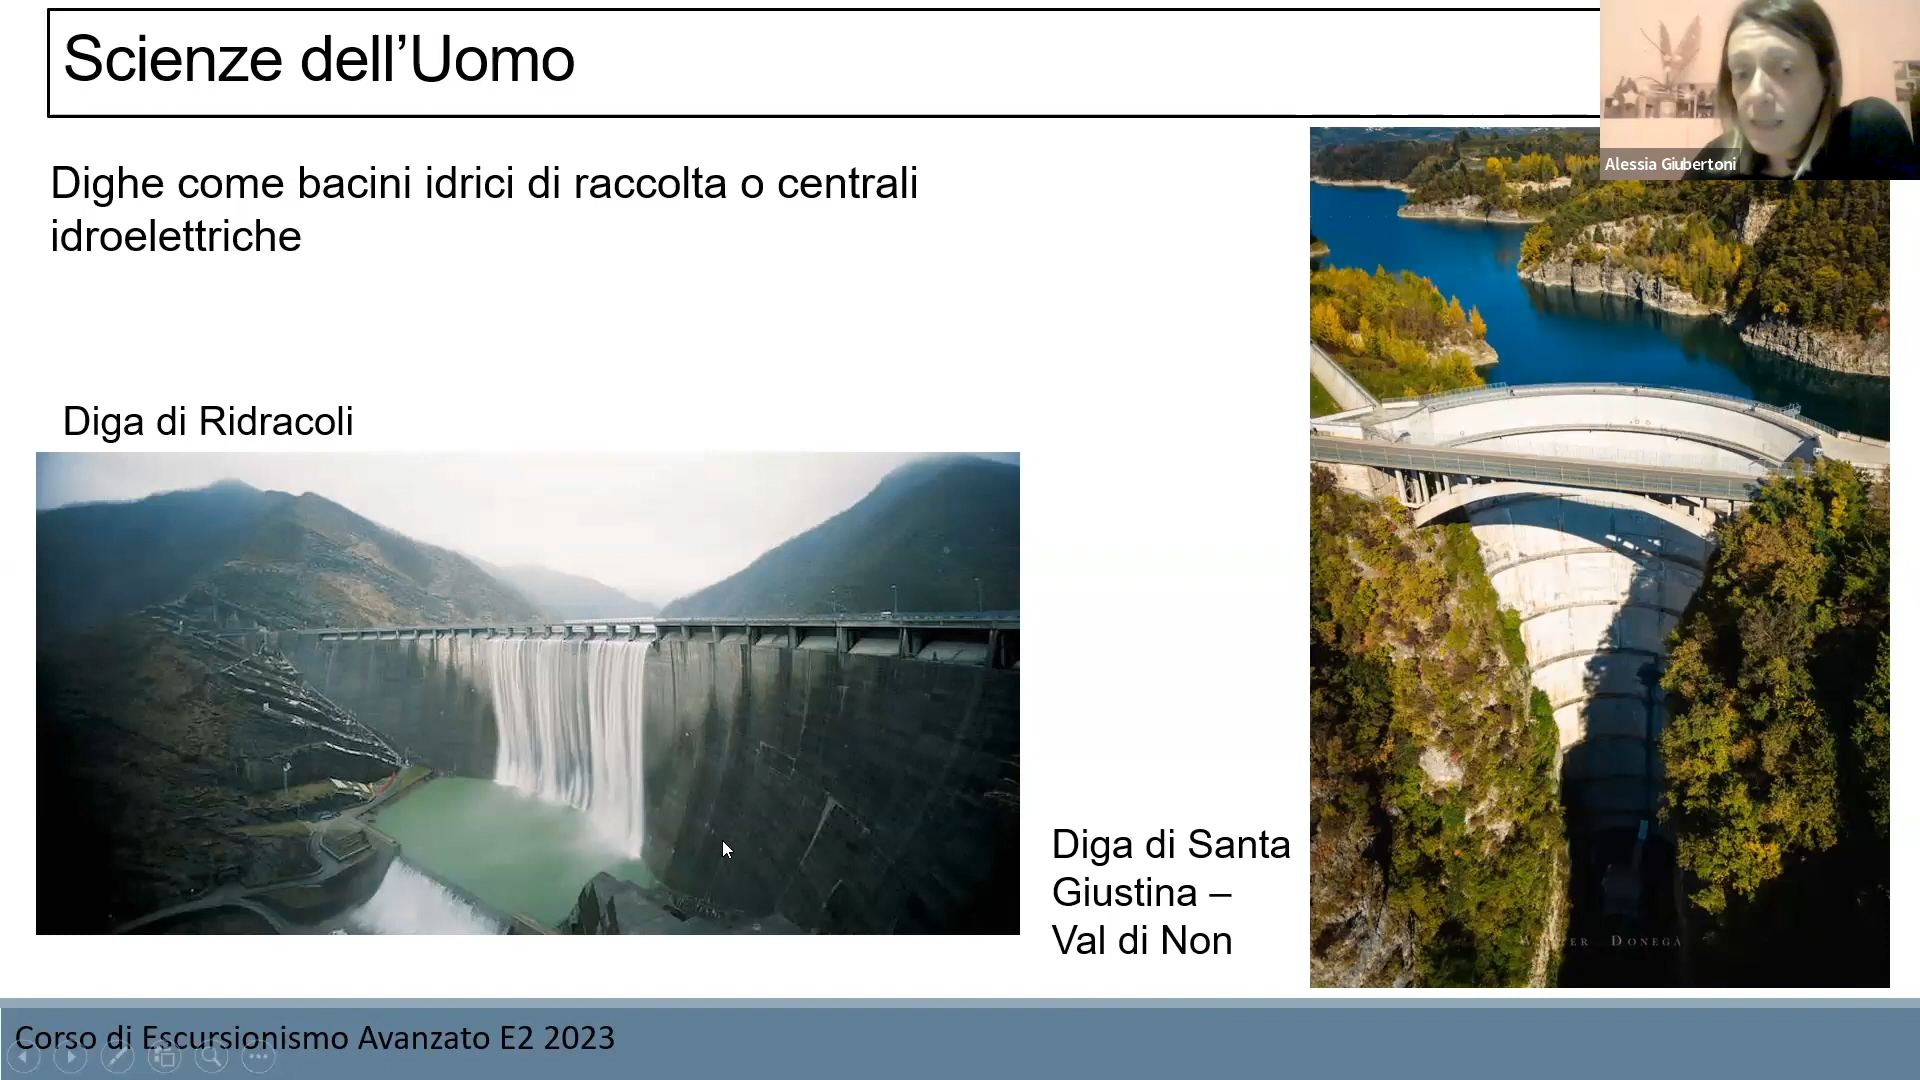 Scienze dell’Uomo
Alessia Giubertoni
Dighe come bacini idrici di raccolta o centrali
idroelettriche
Diga di Ridracoli
Diga di Santa
Giustina –
Val di Non
DONEGÀ
Corso di Escursionismo Avanzato E2 2023